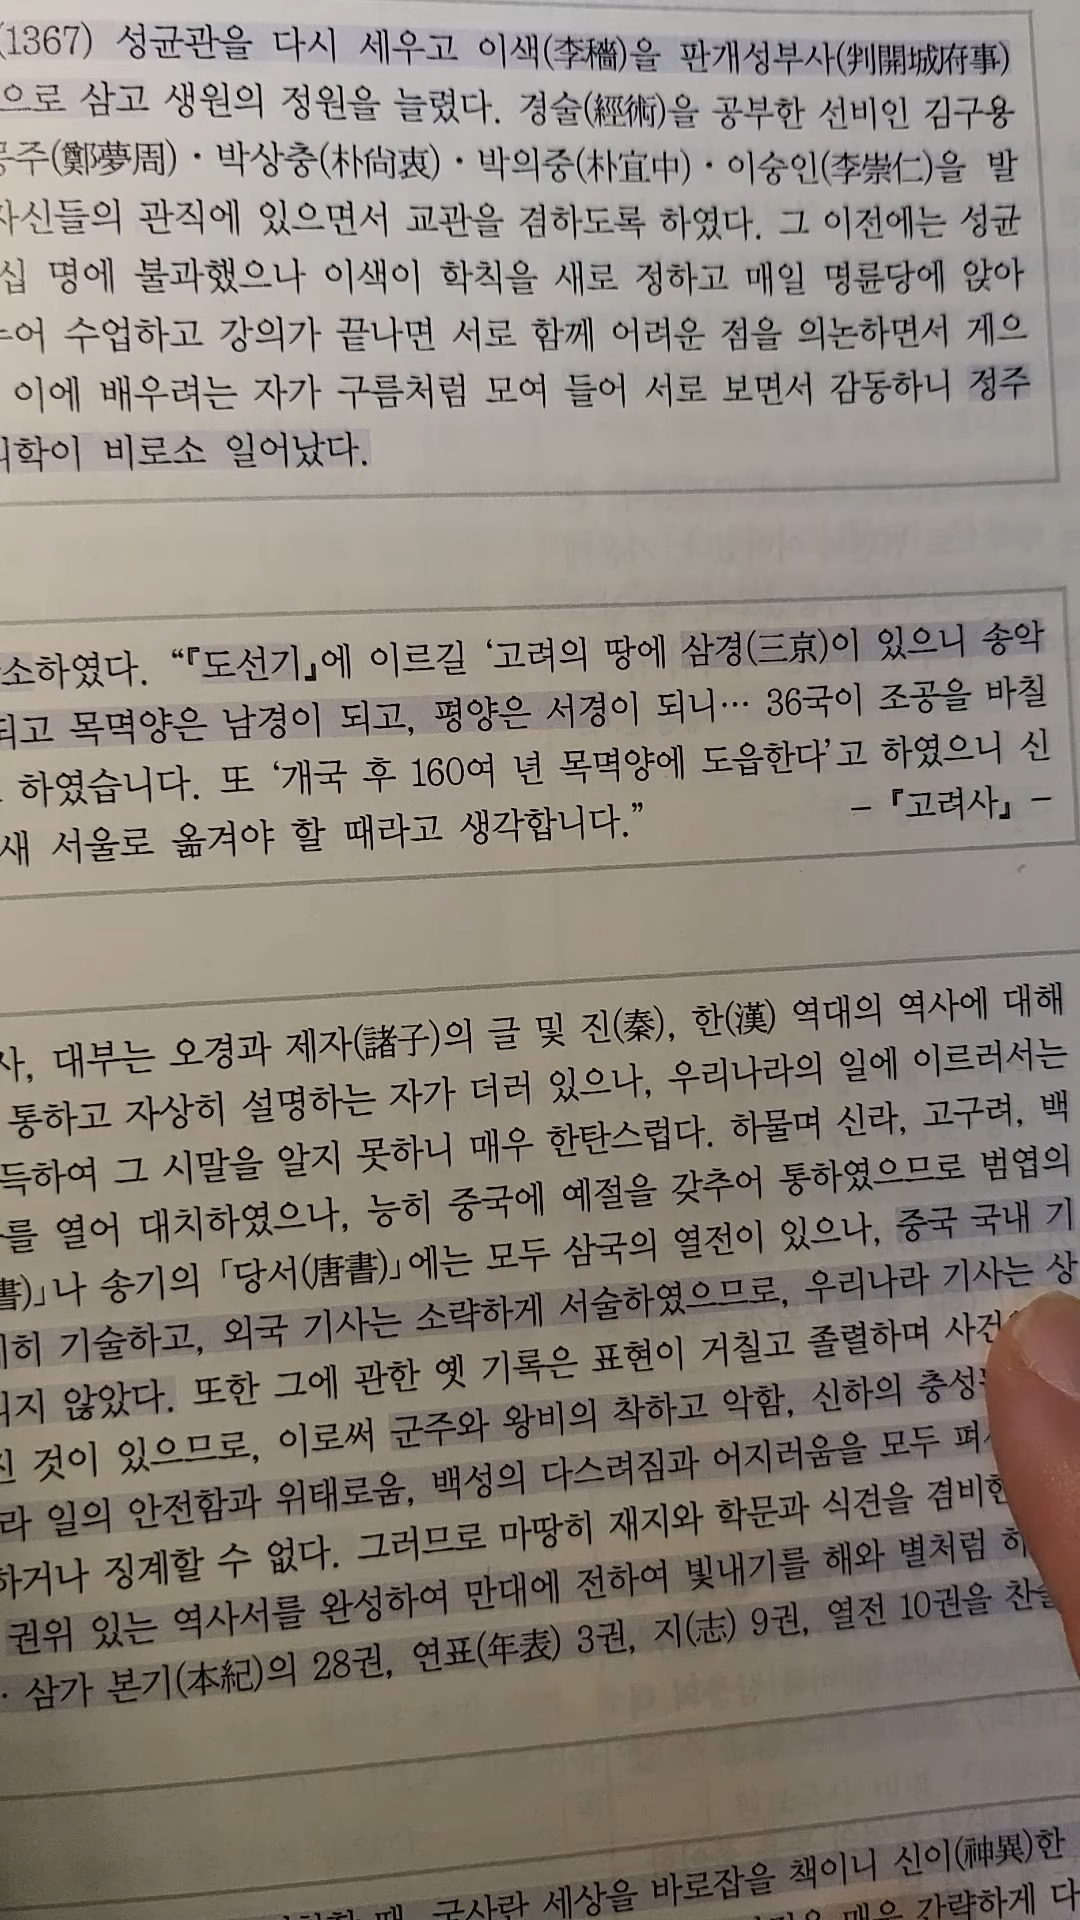 (1367) 성균관을 다시 세우고 이색(李穡)을 판개성부사(判開城府事)
으로 삼고 생원의 정원을 늘렸다. 경술(經術)을 공부한 선비인 김구용
몽주(鄭夢周)・박상충(朴尙衷)・박의중(朴宜中)・이숭인(李崇仁)을 발
자신들의 관직에 있으면서 교관을 겸하도록 하였다. 그 이전에는 성균
십 명에 불과했으나 이색이 학칙을 새로 정하고 매일 명륜당에 앉아
어 수업하고 강의가 끝나면 서로 함께 어려운 점을 의논하면서 게으
이에 배우려는 자가 구름처럼 모여 들어 서로 보면서 감동하니 정주
학이 비로소 일어났다.
소하였다. “『도선기』에 이르길 ‘고려의 땅에 삼경(三京)이 있으니 송악
되고 목멱양은 남경이 되고, 평양은 서경이 되니… 36국이 조공을 바칠
하였습니다. 또 ‘개국 후 160여 년 목멱양에 도읍한다’고 하였으니 신
새 서울로 옮겨야 할 때라고 생각합니다.” –『고려사』–
사, 대부는 오경과 제자(諸子)의 글 및 진(秦), 한(漢) 역대의 역사에 대해
통하고 자상히 설명하는 자가 더러 있으나, 우리나라의 일에 이르러서는
득하여 그 시말을 알지 못하니 매우 한탄스럽다. 하물며 신라, 고구려, 백
를 열어 대치하였으나, 능히 중국에 예절을 갖추어 통하였으므로 범엽의
書)」나 송기의 「당서(唐書)」에는 모두 삼국의 열전이 있으나, 중국 국내 기
히 기술하고, 외국 기사는 소략하게 서술하였으므로, 우리나라 기사는 상
지 않았다. 또한 그에 관한 옛 기록은 표현이 거칠고 졸렬하며 사건
것이 있으므로, 이로써 군주와 왕비의 착하고 악함, 신하의 충성
라 일의 안전함과 위태로움, 백성의 다스려짐과 어지러움을 모두 펴
하거나 징계할 수 없다. 그러므로 마땅히 재지와 학문과 식견을 겸비한
권위 있는 역사서를 완성하여 만대에 전하여 빛내기를 해와 별처럼 하
・ 삼가 본기(本紀)의 28권, 연표(年表) 3권, 지(志) 9권, 열전 10권을 찬술
때, 국사란 세상을 바로잡을 책이니 신이(神異)한
매우 간략하게 다